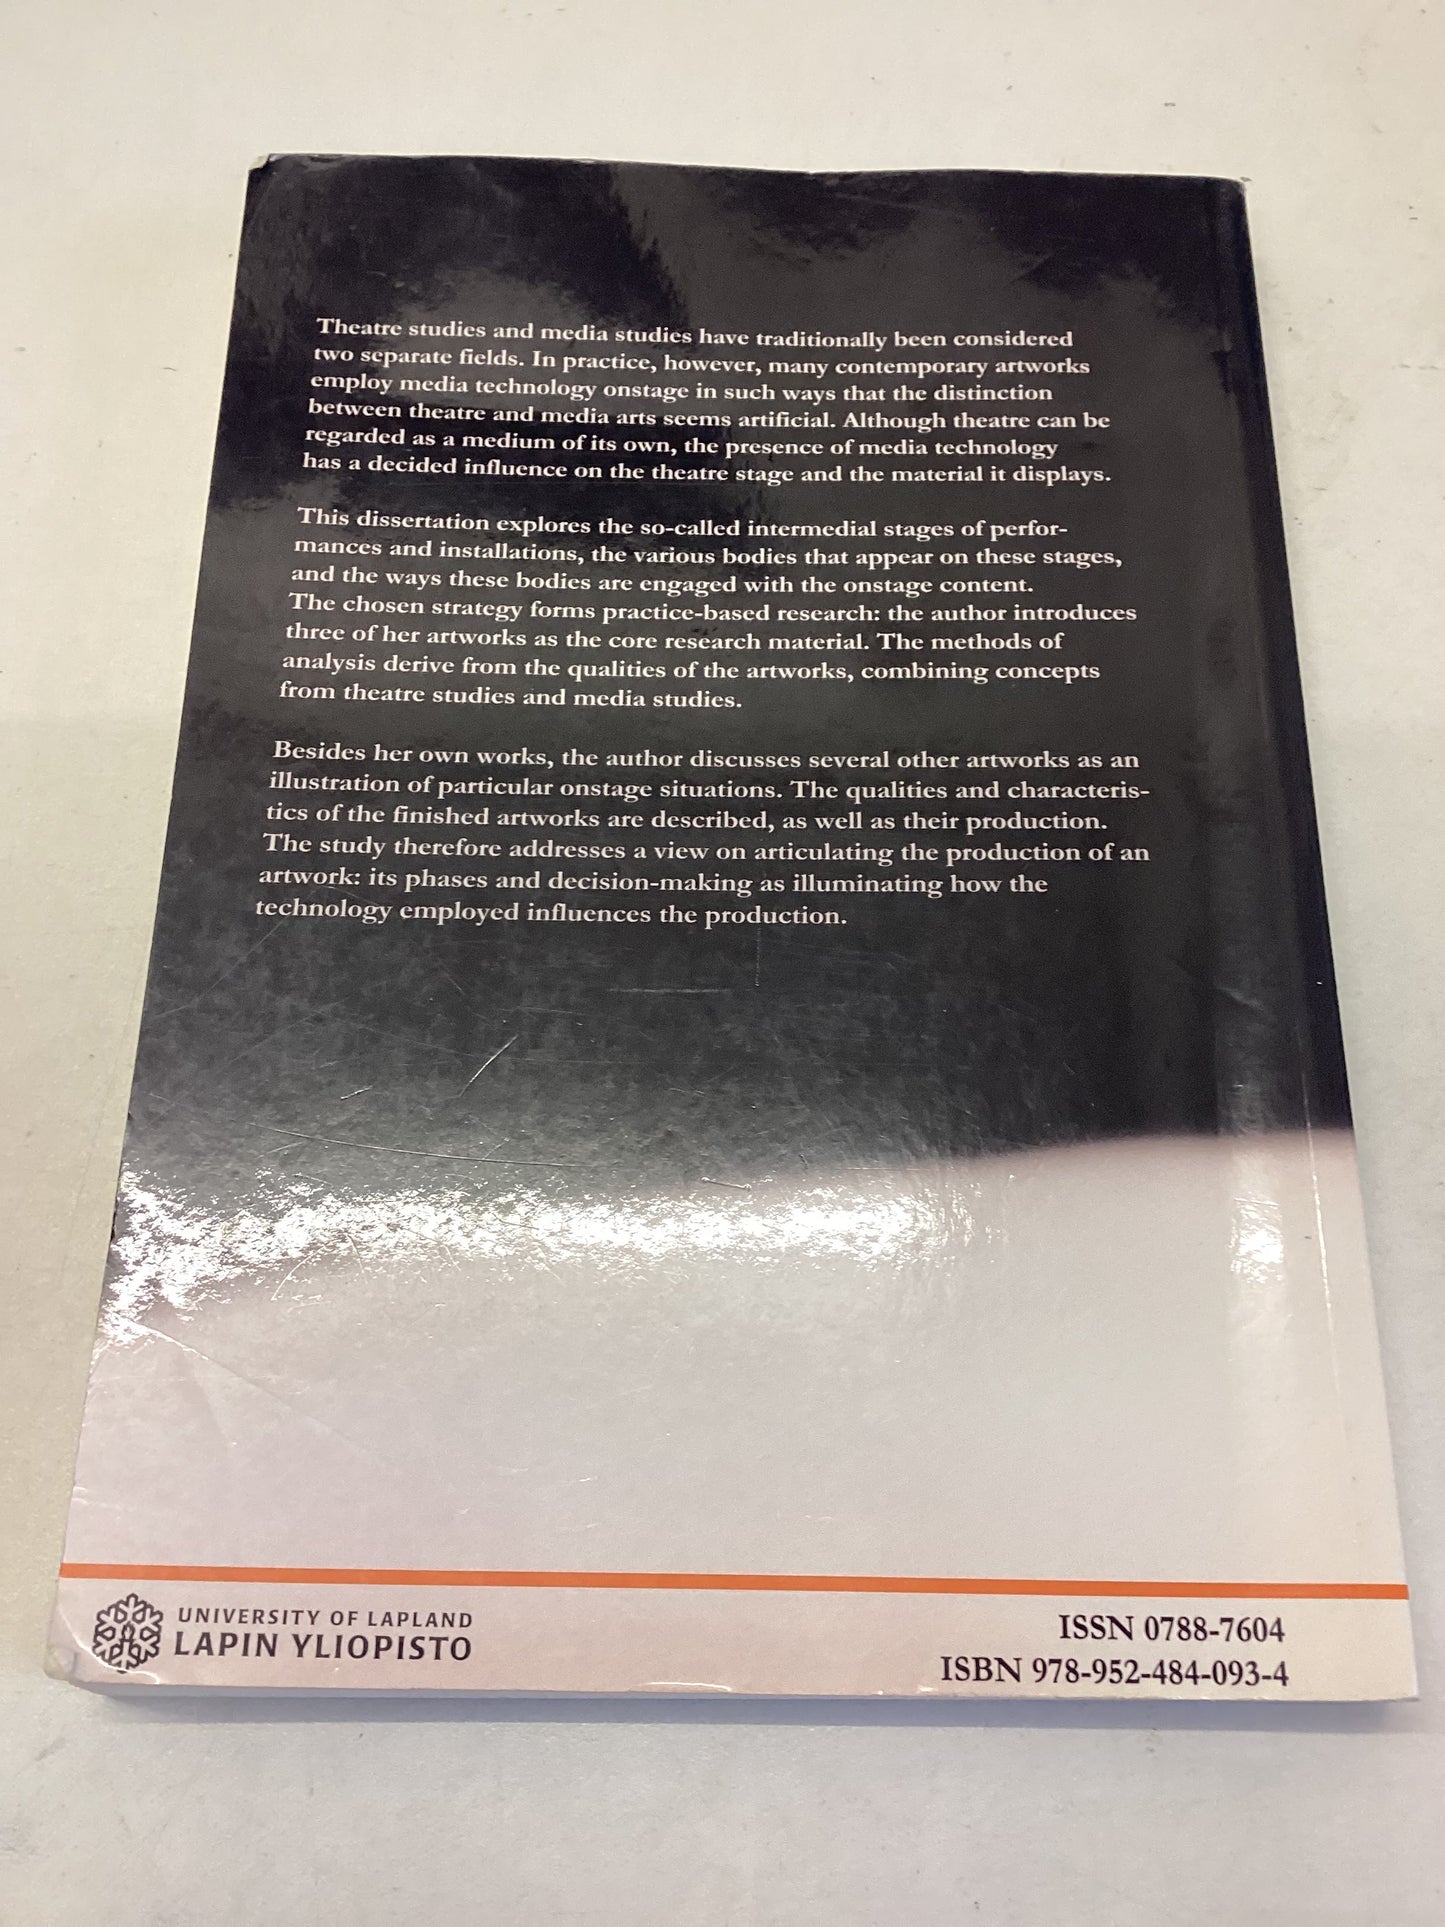 Theatre studies and media studies have traditionally been considered
two separate fields. In practice, however, many contemporary artworks
employ media technology onstage in such ways that the distinction
between theatre and media arts seems artificial. Although theatre can be
regarded as a medium of its own, the presence of media technology
has a decided influence on the theatre stage and the material it displays.
This dissertation explores the so-called intermedial stages of perfor-
mances and installations, the various bodies that appear on these stages,
and the ways these bodies are engaged with the onstage content.
The chosen strategy forms practice-based research: the author introduces
three of her artworks as the core research material. The methods of
analysis derive from the qualities of the artworks, combining concepts
from theatre studies and media studies.
Besides her own works, the author discusses several other artworks as an
illustration of particular onstage situations. The qualities and characteris-
tics of the finished artworks are described, as well as their production.
The study therefore addresses a view on articulating the production of an
artwork: its phases and decision-making as illuminating how the
technology employed influences the production.
UNIVERSITY OF LAPLAND
LAPIN YLIOPISTO
ISSN 0788-7604
ISBN 978-952-484-093-4